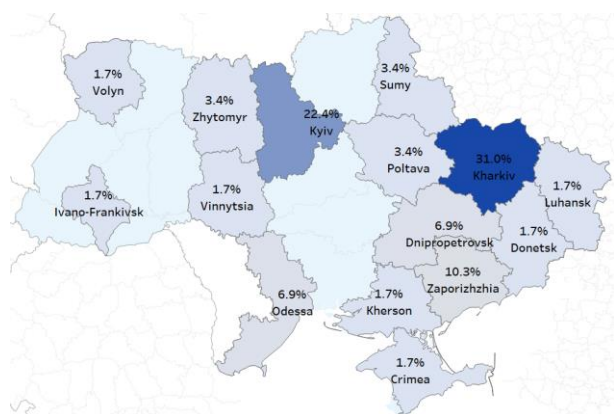 1.7%
Volyn
3.4%
Zhytomyr
22.4%
Kyiv
3.4%
Sumy
1.7%
Ivano-Frankivsk
1.7%
Vinnytsia
3.4%
Poltava
31.0%
Kharkiv
1.7%
Luhansk
6.9%
Dnipropetrovsk
1.7%
Donetsk
6.9%
Odessa
1.7%
Kherson
10.3%
Zaporizhzhia
1.7%
Crimea